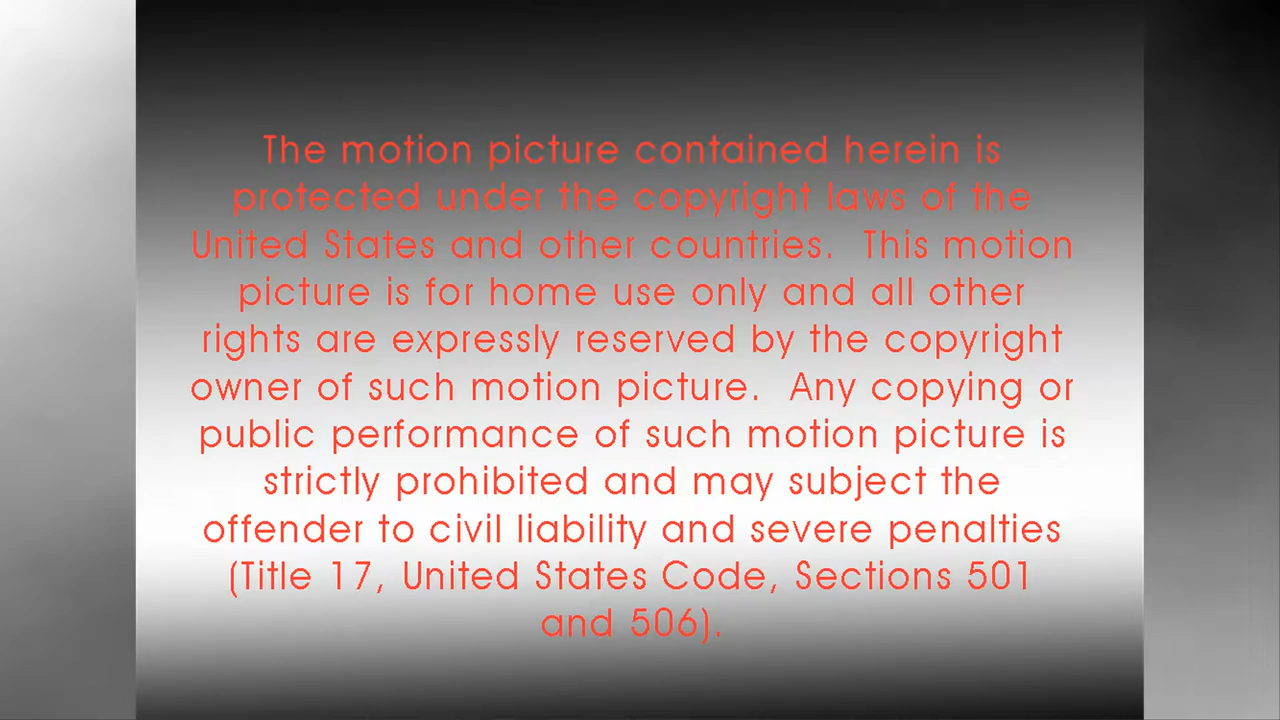 The motion picture contained herein is
protected under the copyright laws of the
United States and other countries.  This motion
picture is for home use only and all other
rights are expressly reserved by the copyright
owner of such motion picture.  Any copying or
public performance of such motion picture is
strictly prohibited and may subject the
offender to civil liability and severe penalties
(Title 17, United States Code, Sections 501
and 506).